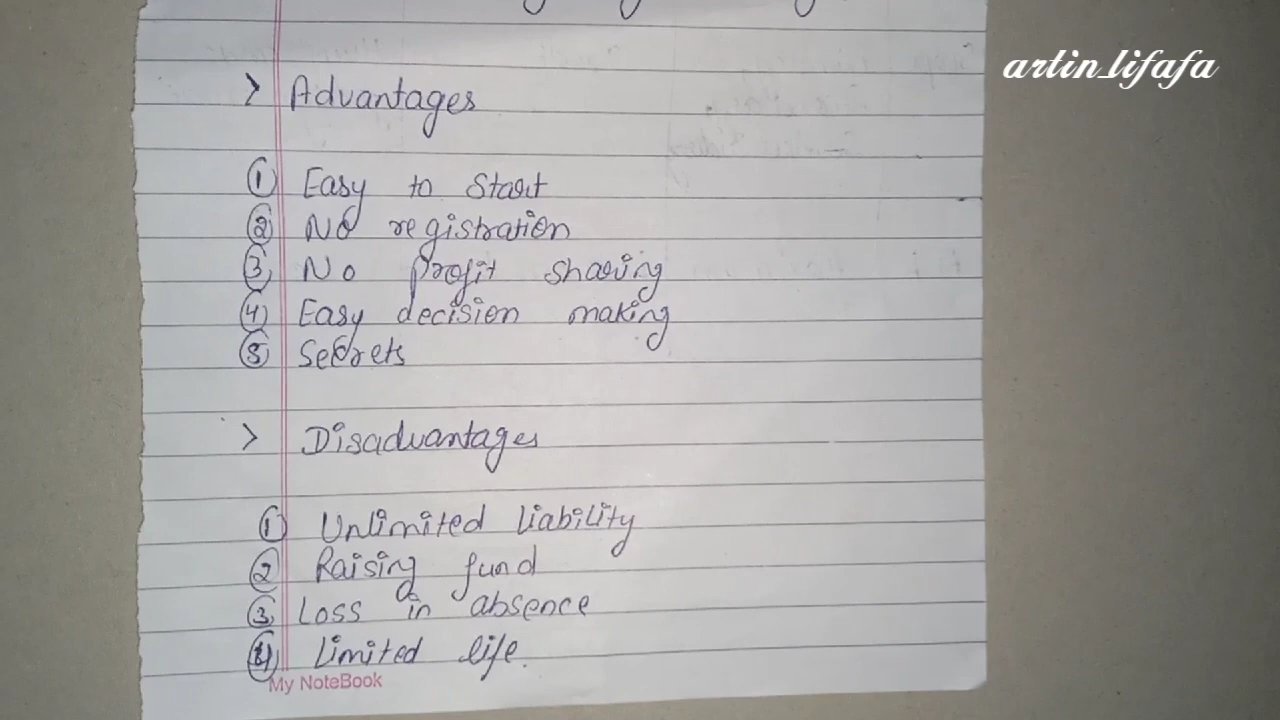 artin_lifafa
> Advantages
① Easy to Start
② No registration
③ No profit sharing
④ Easy decision making
⑤ Secrets
> Disadvantages
① Unlimited liability
② Raising fund
③ Loss in absence
④ Limited life.
My NoteBook